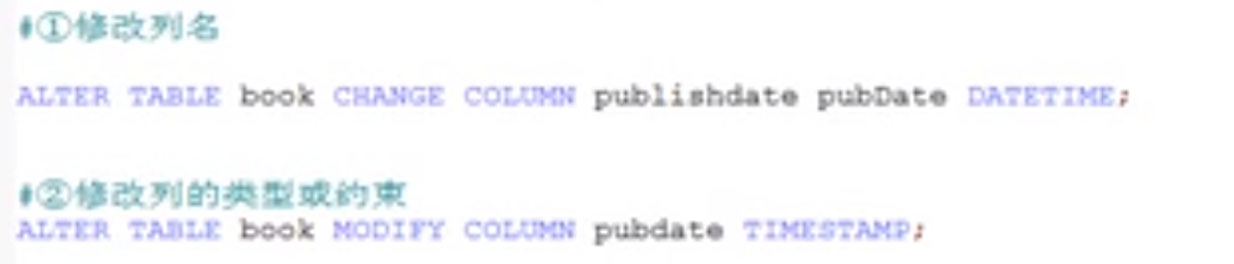 #①修改列名
ALTER TABLE book CHANGE COLUMN publishdate pubDate DATETIME;
#②修改列的类型或约束
ALTER TABLE book MODIFY COLUMN pubdate TIMESTAMP;